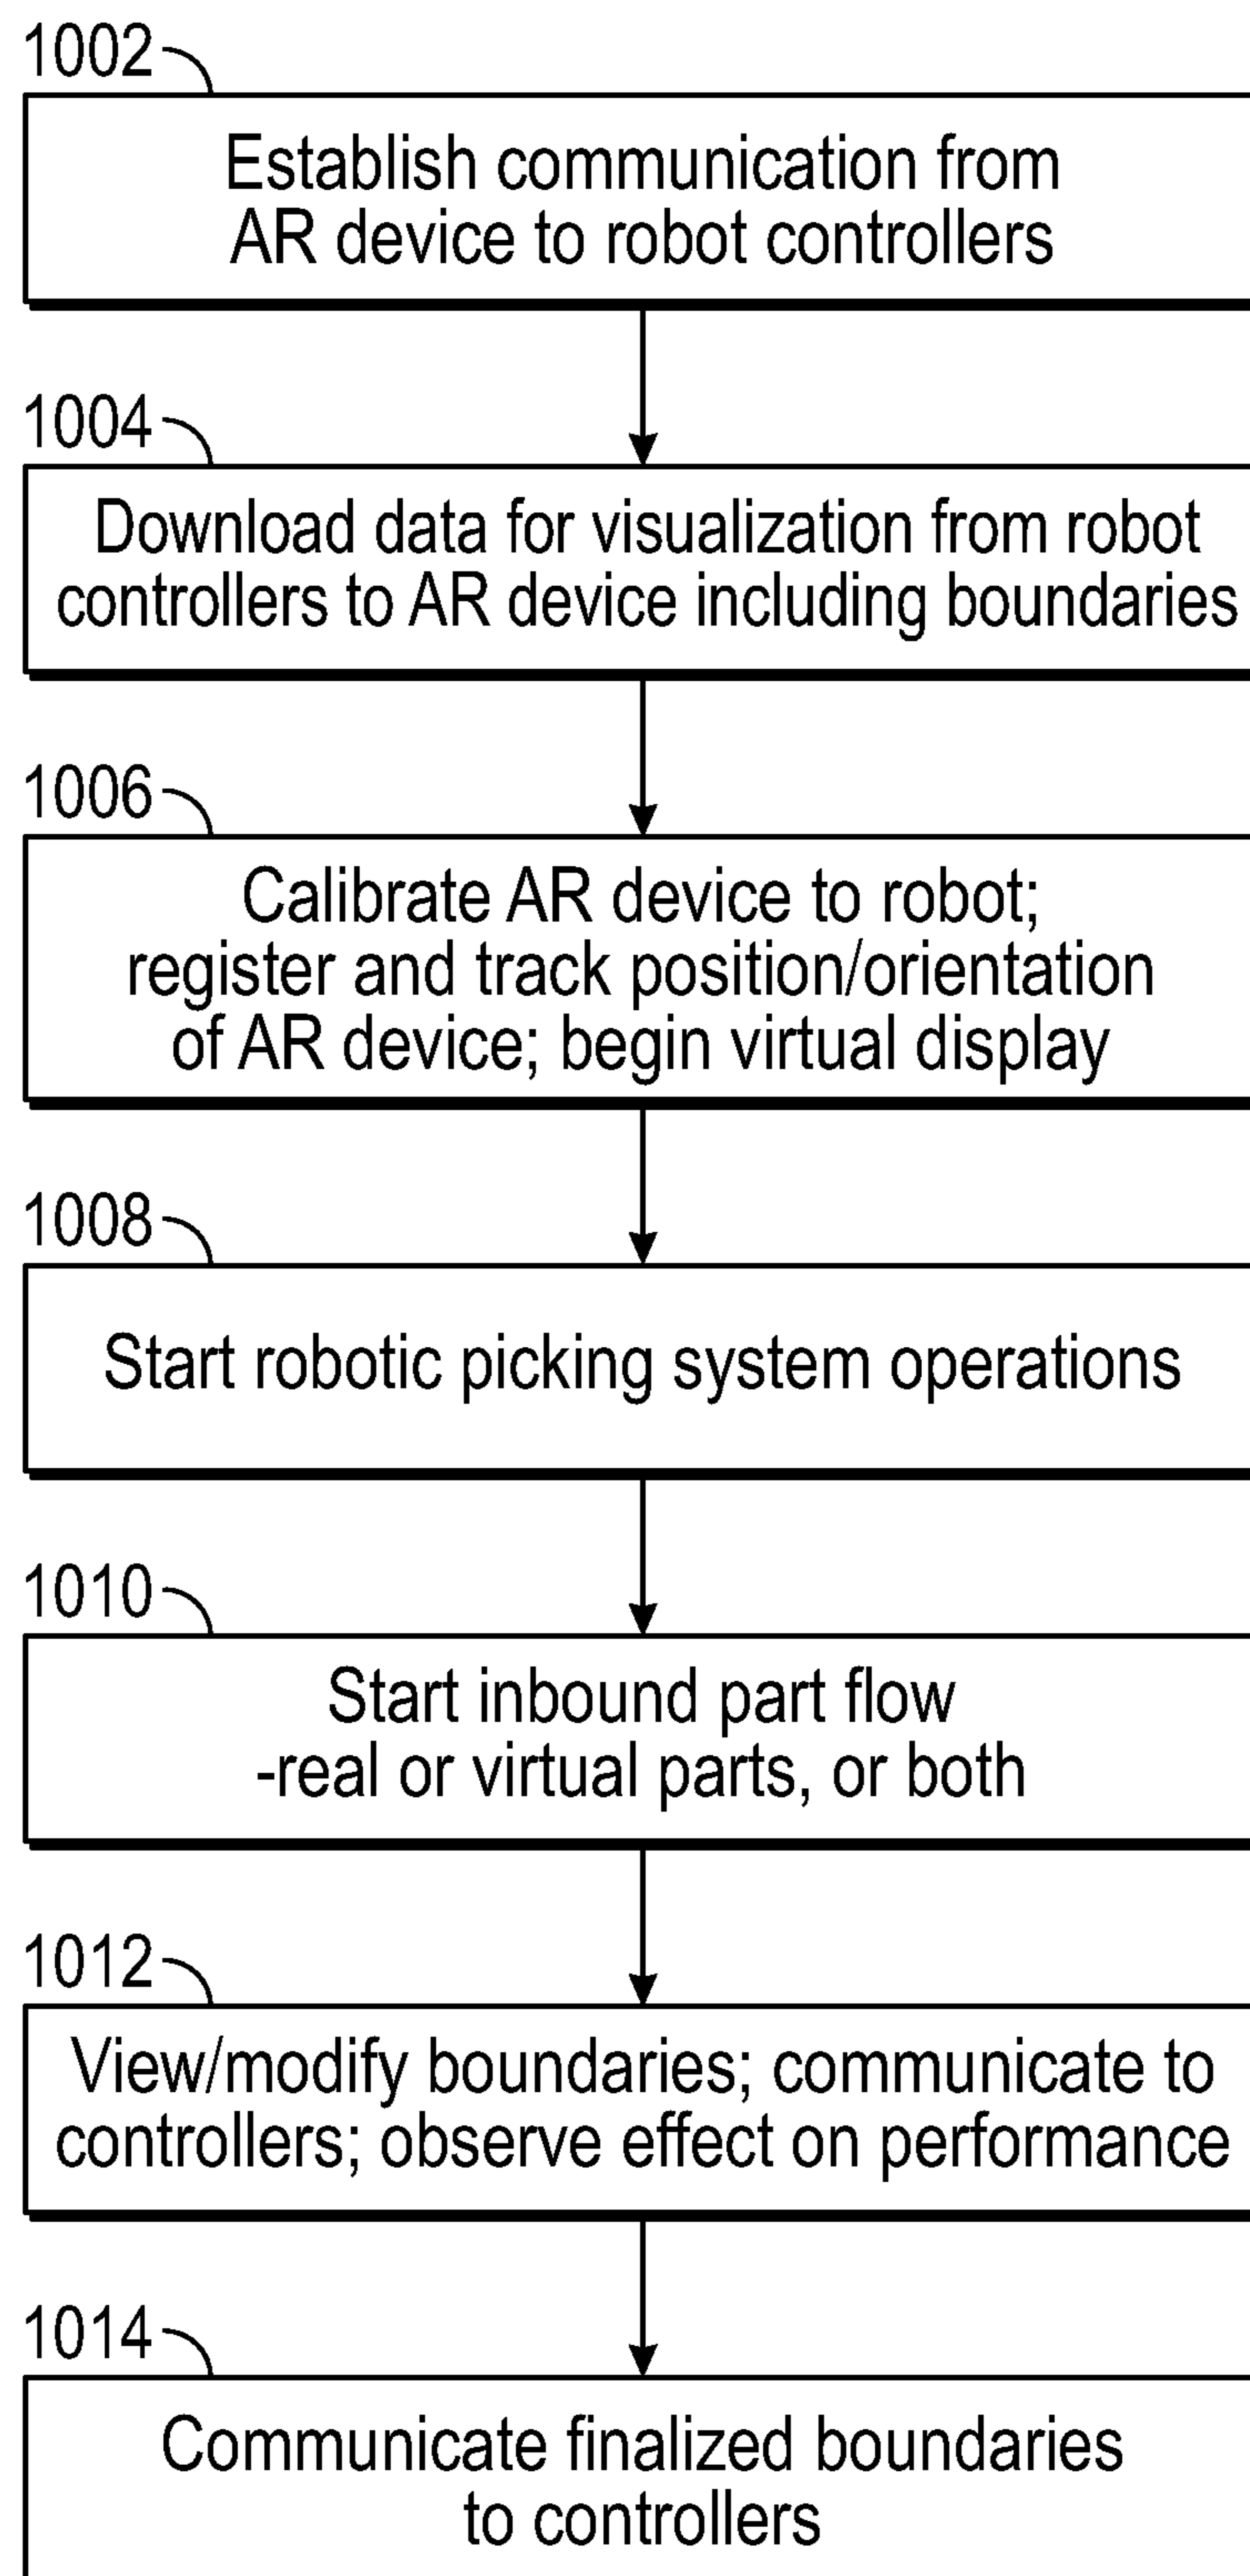 1002
Establish communication from
AR device to robot controllers
1004
Download data for visualization from robot
controllers to AR device including boundaries
1006
Calibrate AR device to robot;
register and track position/orientation
of AR device; begin virtual display
1008
Start robotic picking system operations
1010
Start inbound part flow
-real or virtual parts, or both
1012
View/modify boundaries; communicate to
controllers; observe effect on performance
1014
Communicate finalized boundaries
to controllers